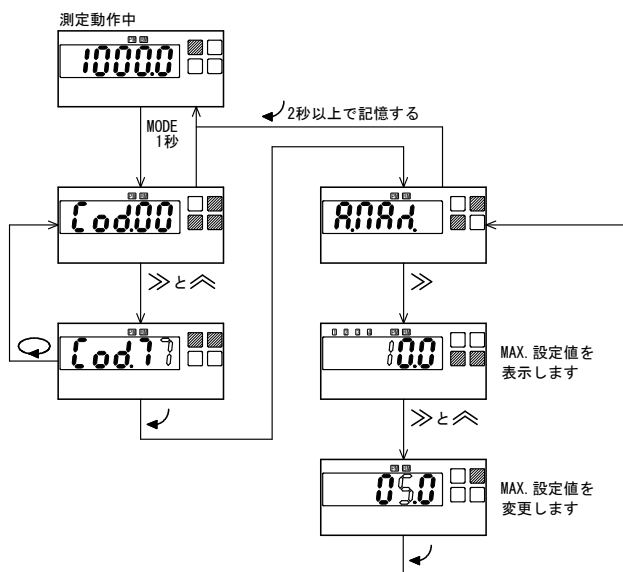 測定動作中
1000.0
MODE
1秒
2秒以上で記憶する
Cod.00
A.MAX.
≫と︽
≫
Cod.77
10.0
MAX. 設定値を
表示します
≫と︽
05.0
MAX. 設定値を
変更します